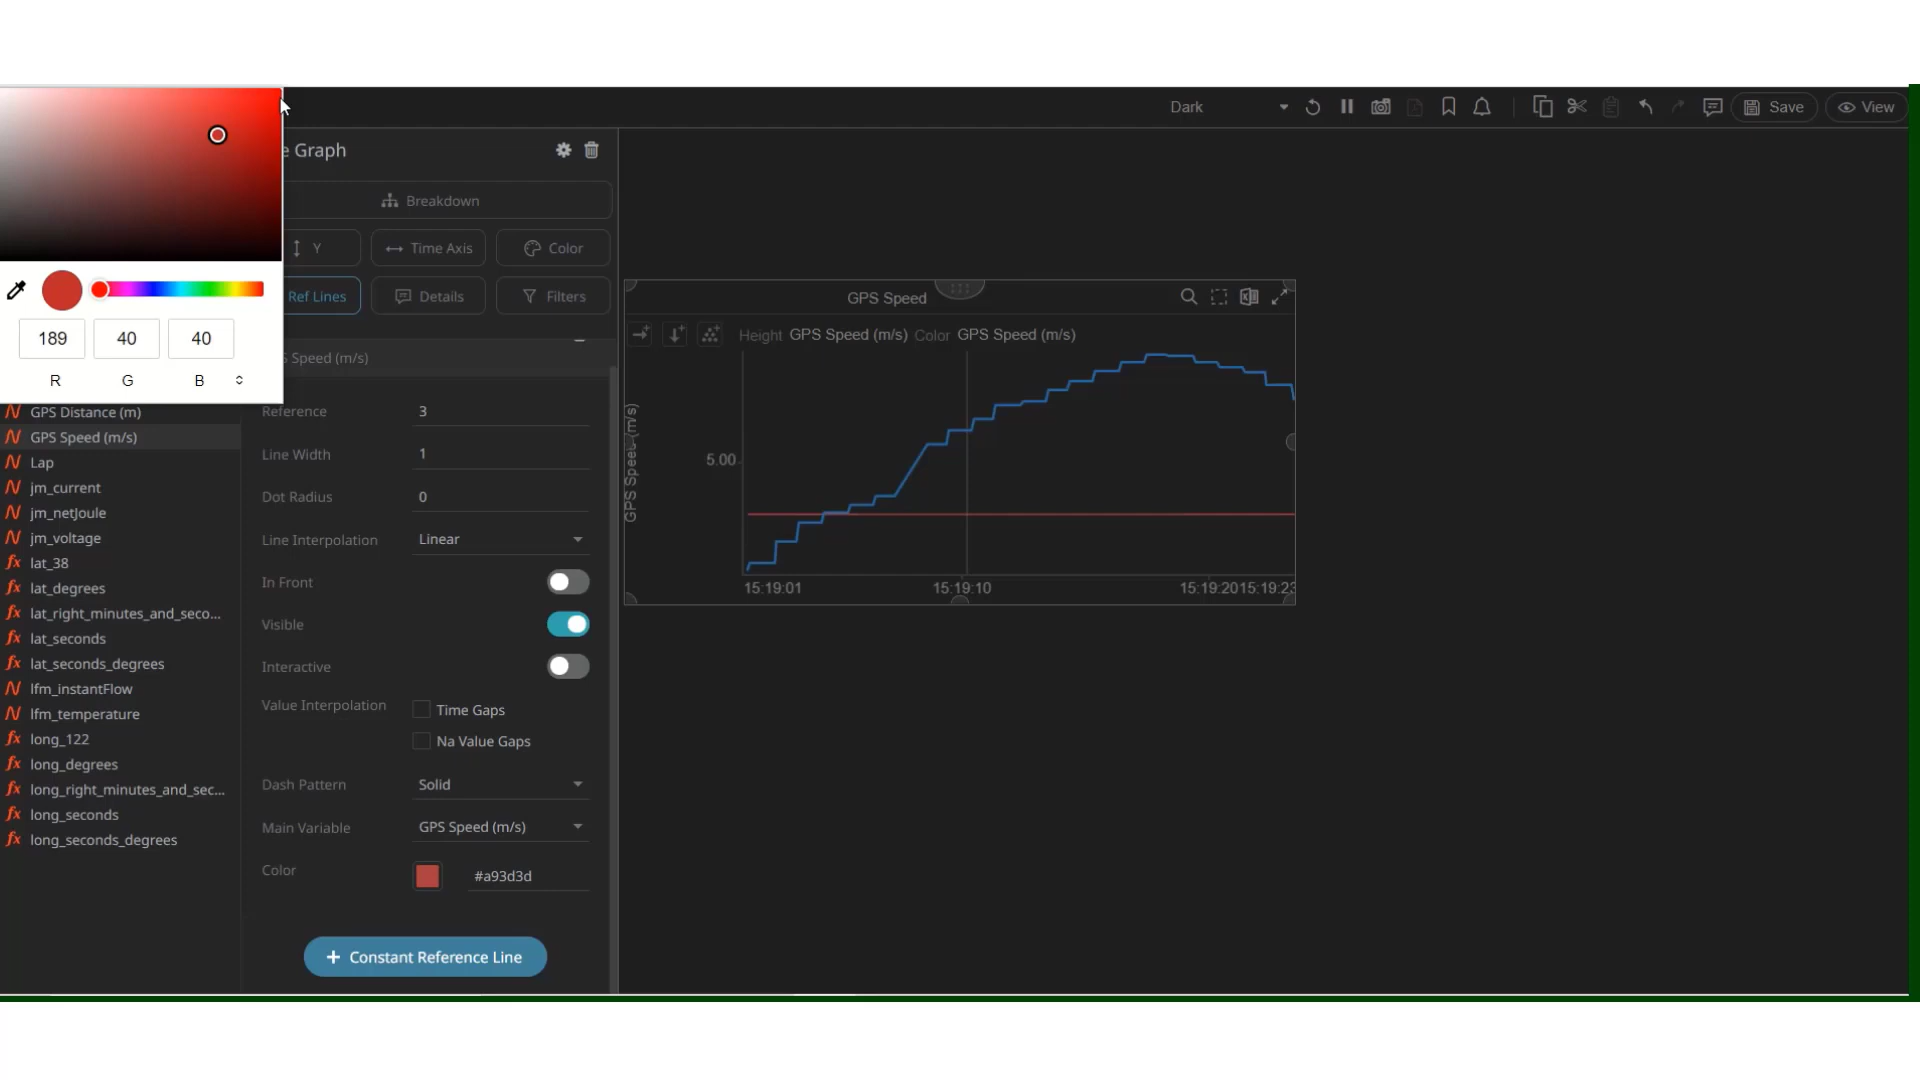 Dark
Save
View
e Graph
Breakdown
Y
Time Axis
Color
Ref Lines
Details
Filters
189
40
40
R
G
B
S Speed (m/s)
GPS Distance (m)
GPS Speed (m/s)
Lap
jm_current
jm_netJoule
jm_voltage
lat_38
lat_degrees
lat_right_minutes_and_seco...
lat_seconds
lat_seconds_degrees
lfm_instantFlow
lfm_temperature
long_122
long_degrees
long_right_minutes_and_sec...
long_seconds
long_seconds_degrees
Reference 3
Line Width 1
Dot Radius 0
Line Interpolation Linear
In Front
Visible
Interactive
Value Interpolation Time Gaps
Na Value Gaps
Dash Pattern Solid
Main Variable GPS Speed (m/s)
Color #a93d3d
+ Constant Reference Line
GPS Speed
Height GPS Speed (m/s) Color GPS Speed (m/s)
GPS Speed (m/s)
5.00
15:19:01
15:19:10
15:19:20
15:19:23